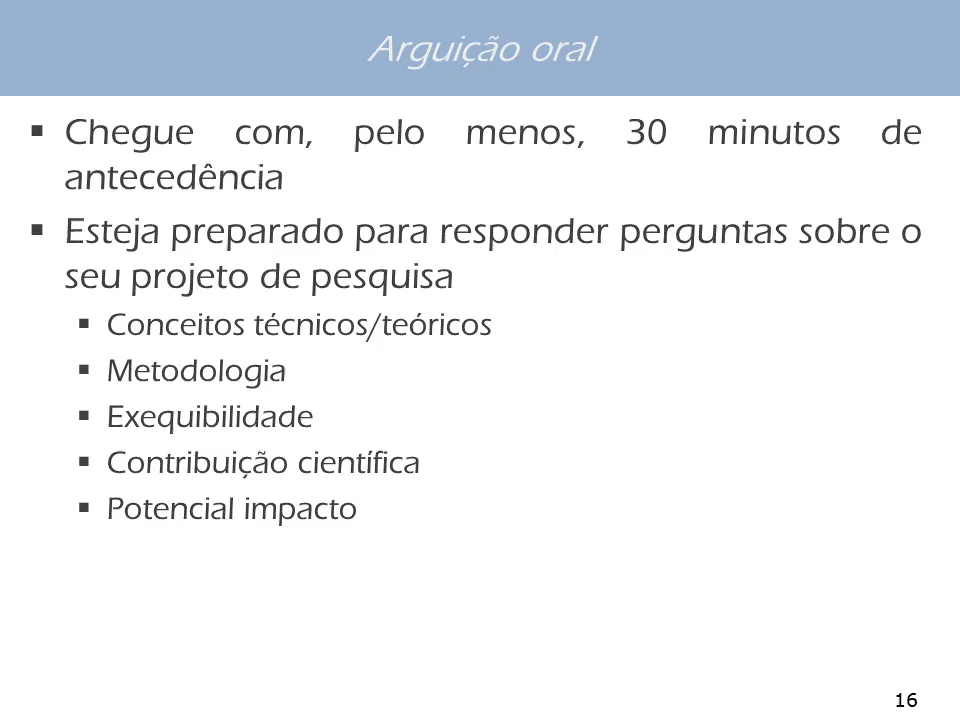 Arguição oral
▪ Chegue com, pelo menos, 30 minutos de
antecedência
▪ Esteja preparado para responder perguntas sobre o
seu projeto de pesquisa
▪ Conceitos técnicos/teóricos
▪ Metodologia
▪ Exequibilidade
▪ Contribuição científica
▪ Potencial impacto
16